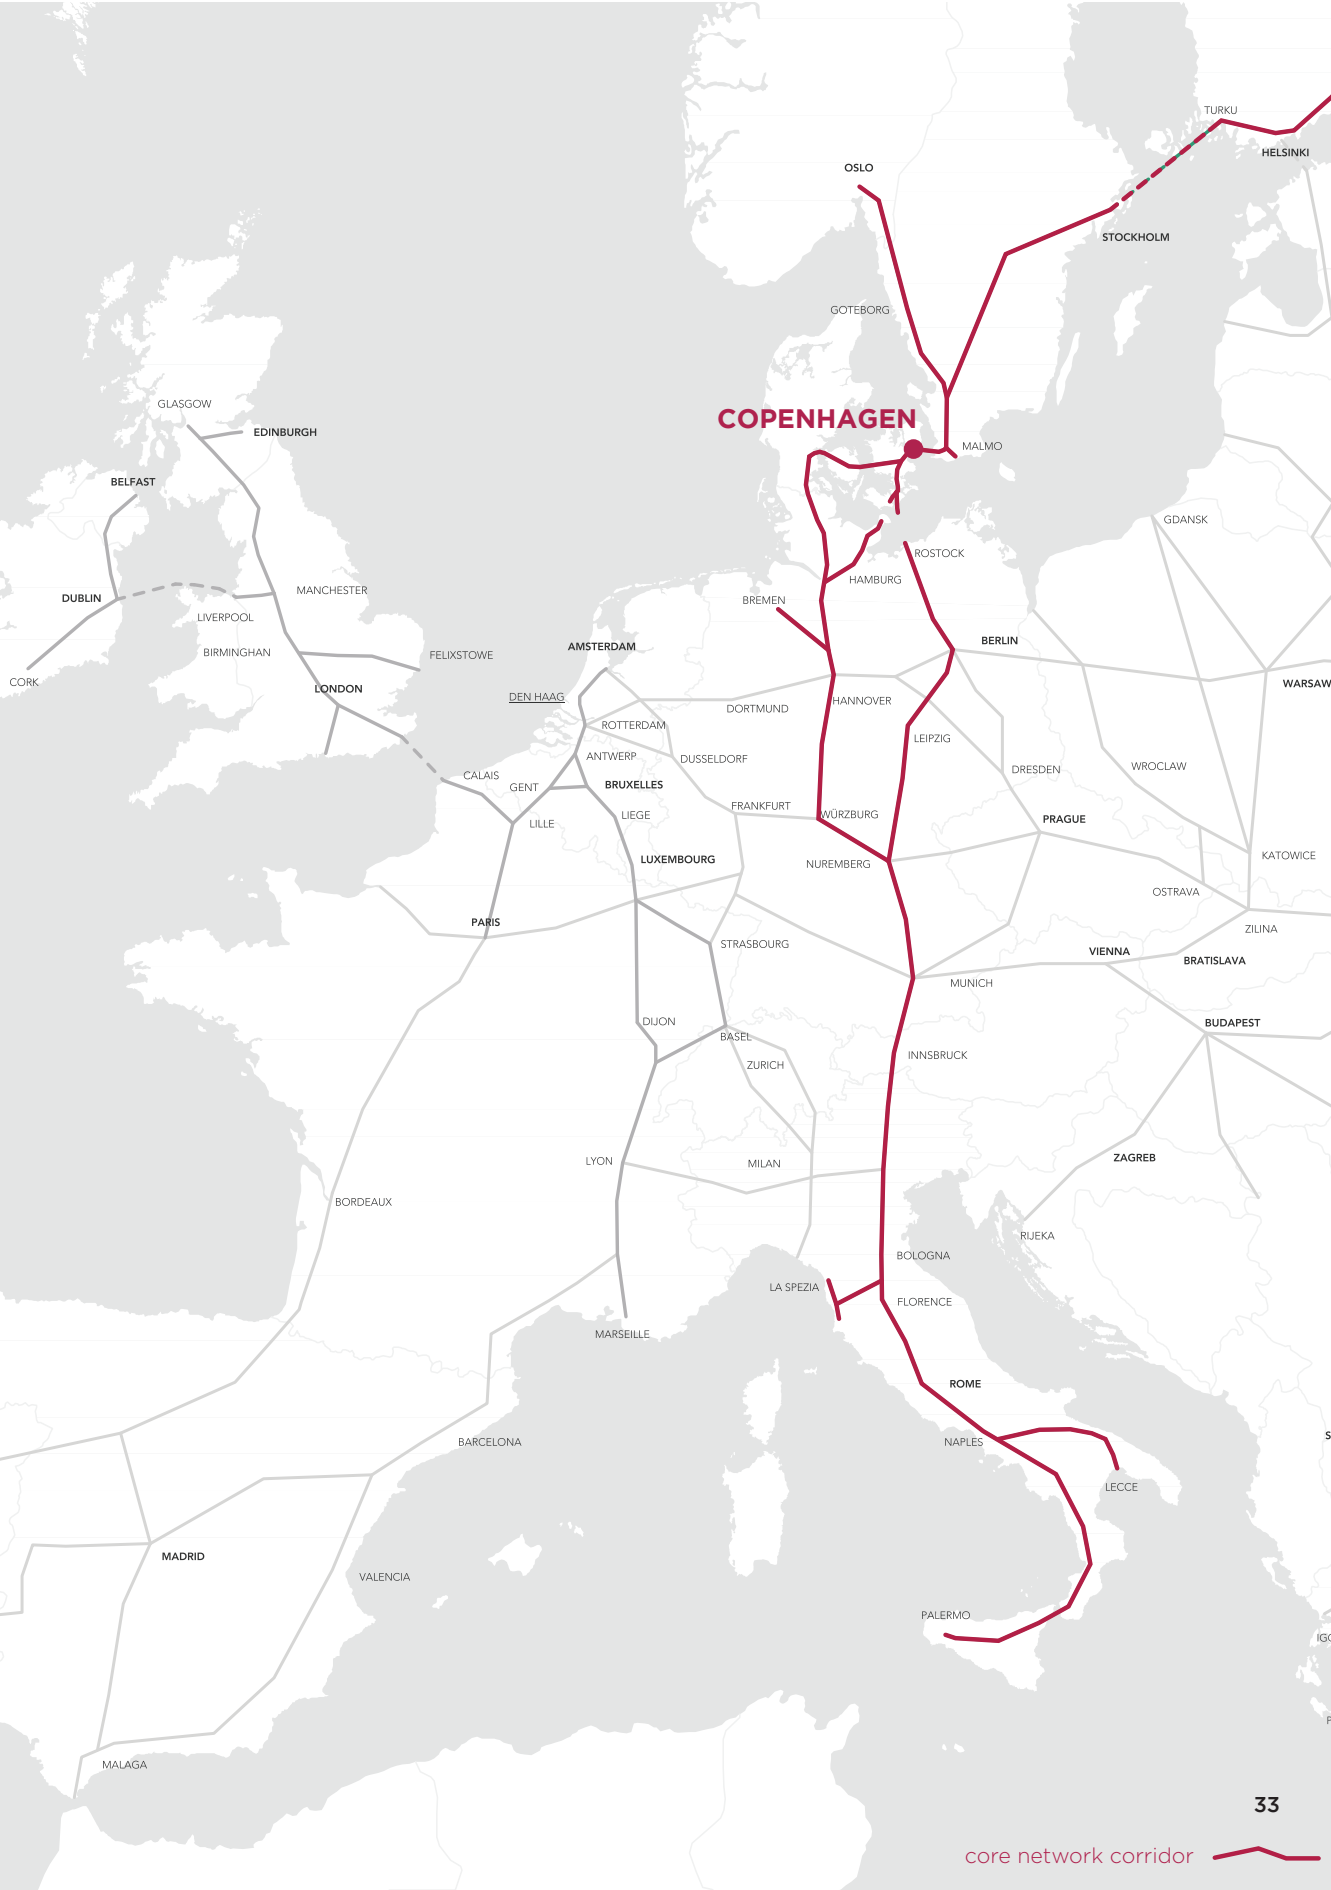 TURKU
HELSINKI
OSLO
STOCKHOLM
GOTEBORG
GLASGOW
EDINBURGH
COPENHAGEN
MALMO
BELFAST
GDANSK
ROSTOCK
HAMBURG
MANCHESTER
DUBLIN
BREMEN
LIVERPOOL
BIRMINGHAN
FELIXSTOWE
AMSTERDAM
BERLIN
CORK
LONDON
WARSAW
DEN HAAG
HANNOVER
DORTMUND
ROTTERDAM
LEIPZIG
ANTWERP
DUSSELDORF
WROCLAW
DRESDEN
CALAIS
GENT
BRUXELLES
FRANKFURT
WÜRZBURG
LIEGE
LILLE
PRAGUE
LUXEMBOURG
NUREMBERG
KATOWICE
OSTRAVA
PARIS
ZILINA
STRASBOURG
VIENNA
BRATISLAVA
MUNICH
DIJON
BUDAPEST
BASEL
INNSBRUCK
ZURICH
LYON
MILAN
ZAGREB
BORDEAUX
RIJEKA
BOLOGNA
LA SPEZIA
FLORENCE
MARSEILLE
ROME
BARCELONA
NAPLES
S
LECCE
MADRID
VALENCIA
PALERMO
IGO
MALAGA
33
core network corridor